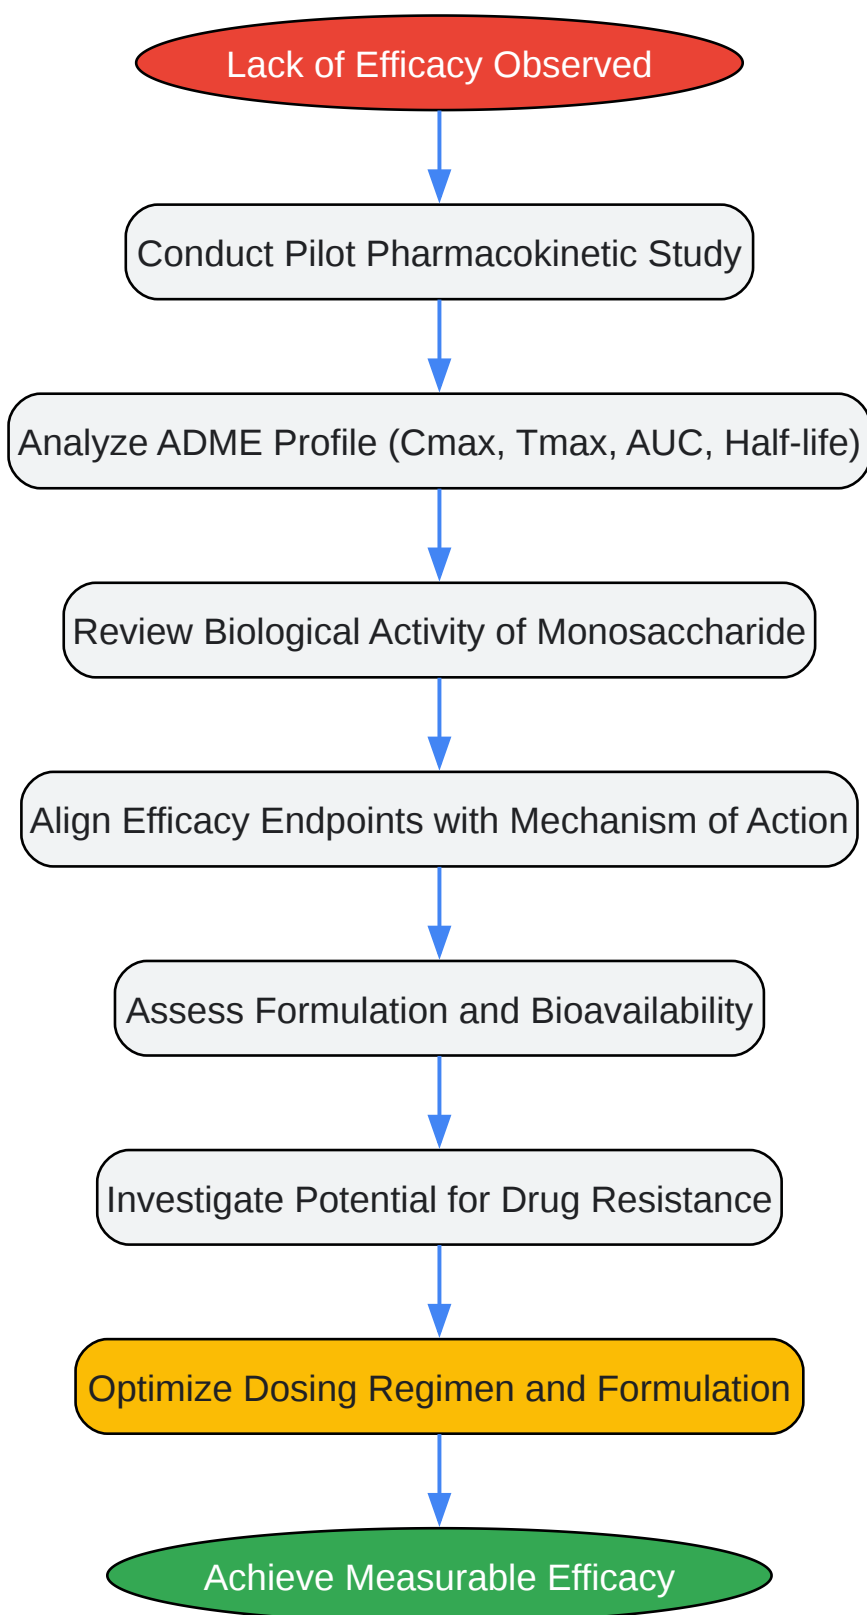 Lack of Efficacy Observed
Conduct Pilot Pharmacokinetic Study
Analyze ADME Profile (Cmax, Tmax, AUC, Half-life)
Review Biological Activity of Monosaccharide
Align Efficacy Endpoints with Mechanism of Action
Assess Formulation and Bioavailability
Investigate Potential for Drug Resistance
Optimize Dosing Regimen and Formulation
Achieve Measurable Efficacy